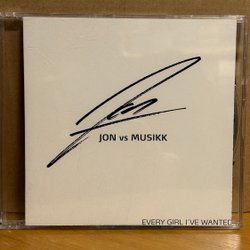 JON vs MUSIKK
EVERY GIRL I'VE WANTED